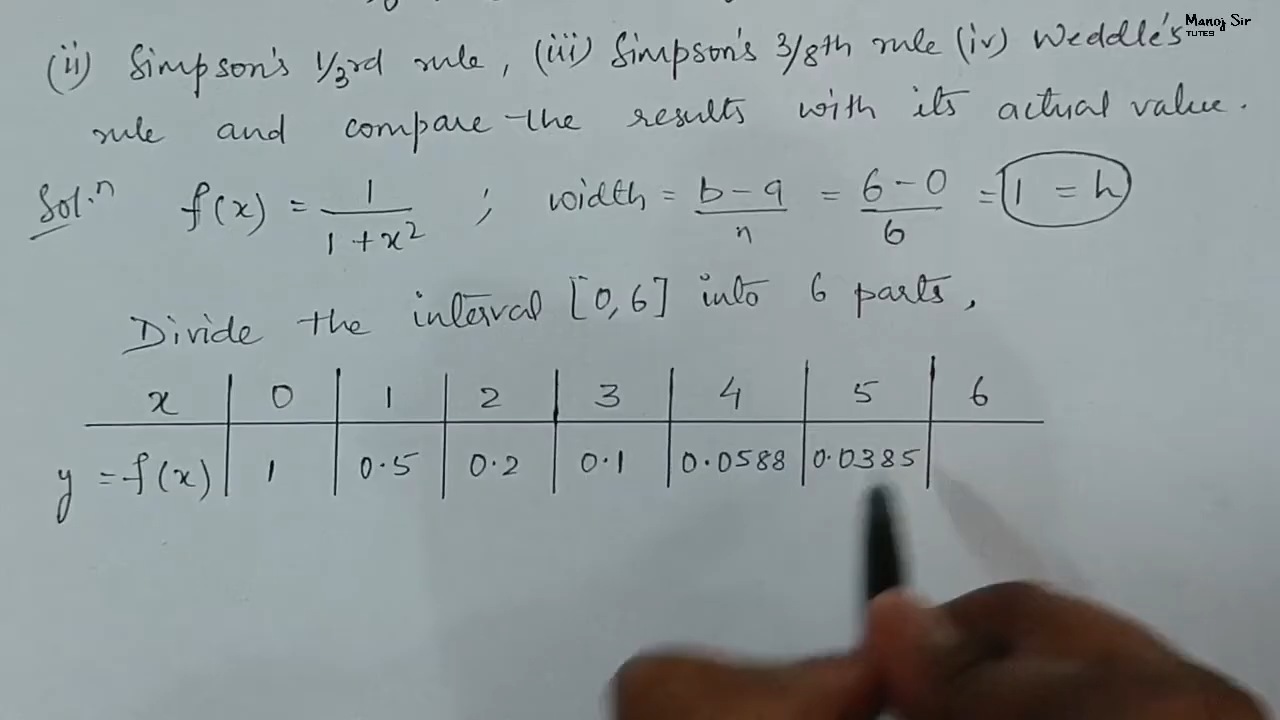 Manoj Sir
TUTES
(ii) Simpson's 1/3rd rule, (iii) Simpson's 3/8th rule (iv) Weddle's
rule and compare the results with its actual value.
Sol.n f(x) = 1/(1+x²) ; width = (b-a)/n = (6-0)/6 = 1 = h
Divide the interval [0,6] into 6 parts,
x 0 1 2 3 4 5 6
y = f(x) 1 0.5 0.2 0.1 0.0588 0.0385